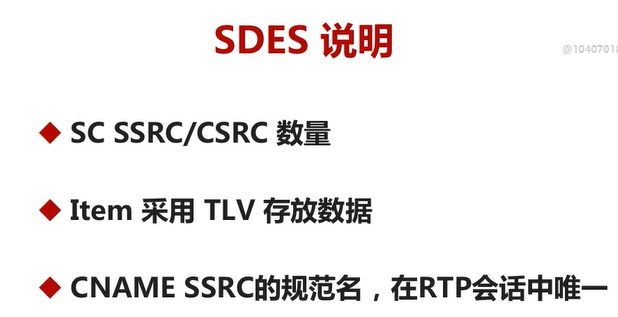 SDES 说明
@10407018
SC SSRC/CSRC 数量
Item 采用 TLV 存放数据
CNAME SSRC的规范名，在RTP会话中唯一